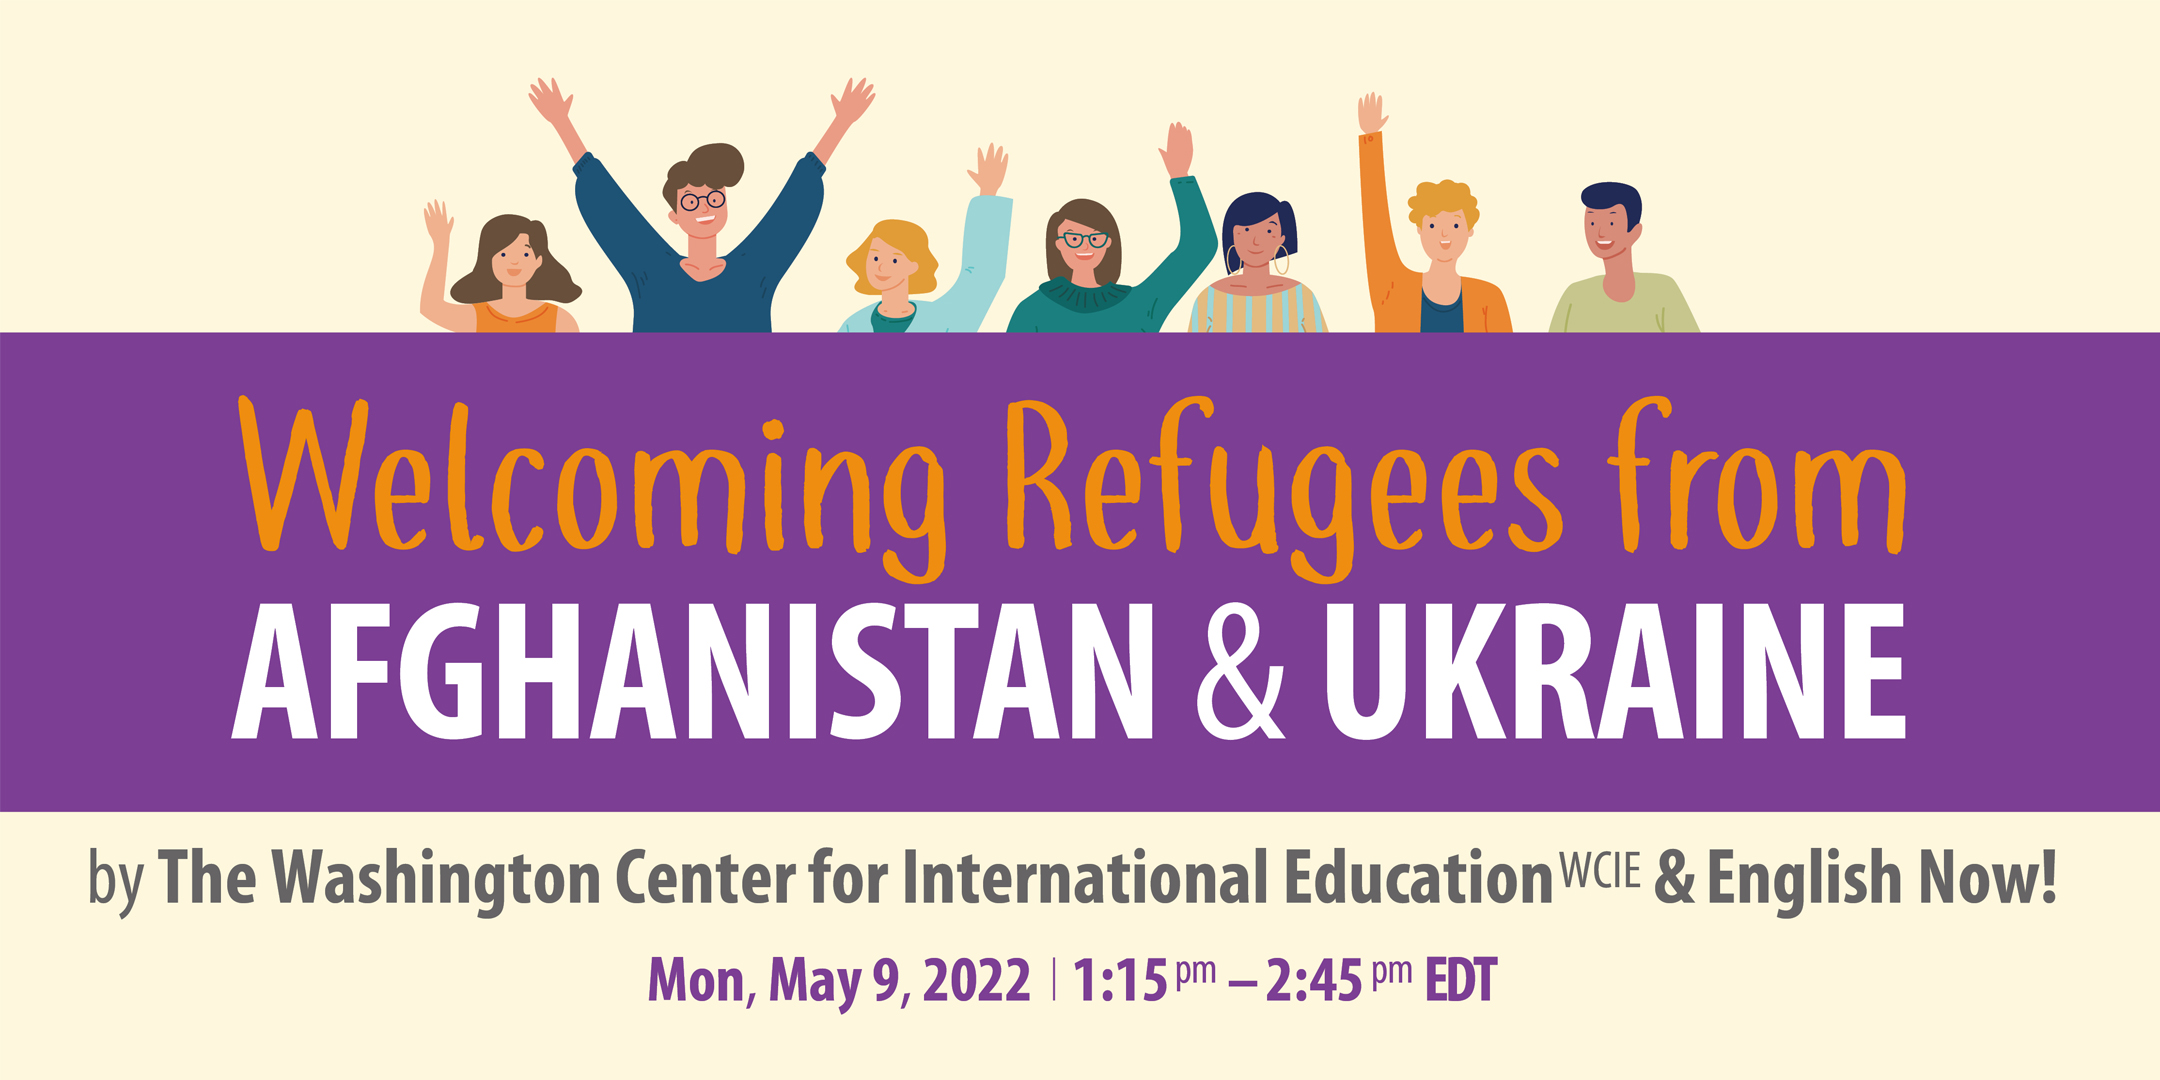 Welcoming Refugees from
AFGHANISTAN & UKRAINE
by The Washington Center for International Education WCIE & English Now!
Mon, May 9, 2022 | 1:15 pm – 2:45 pm EDT